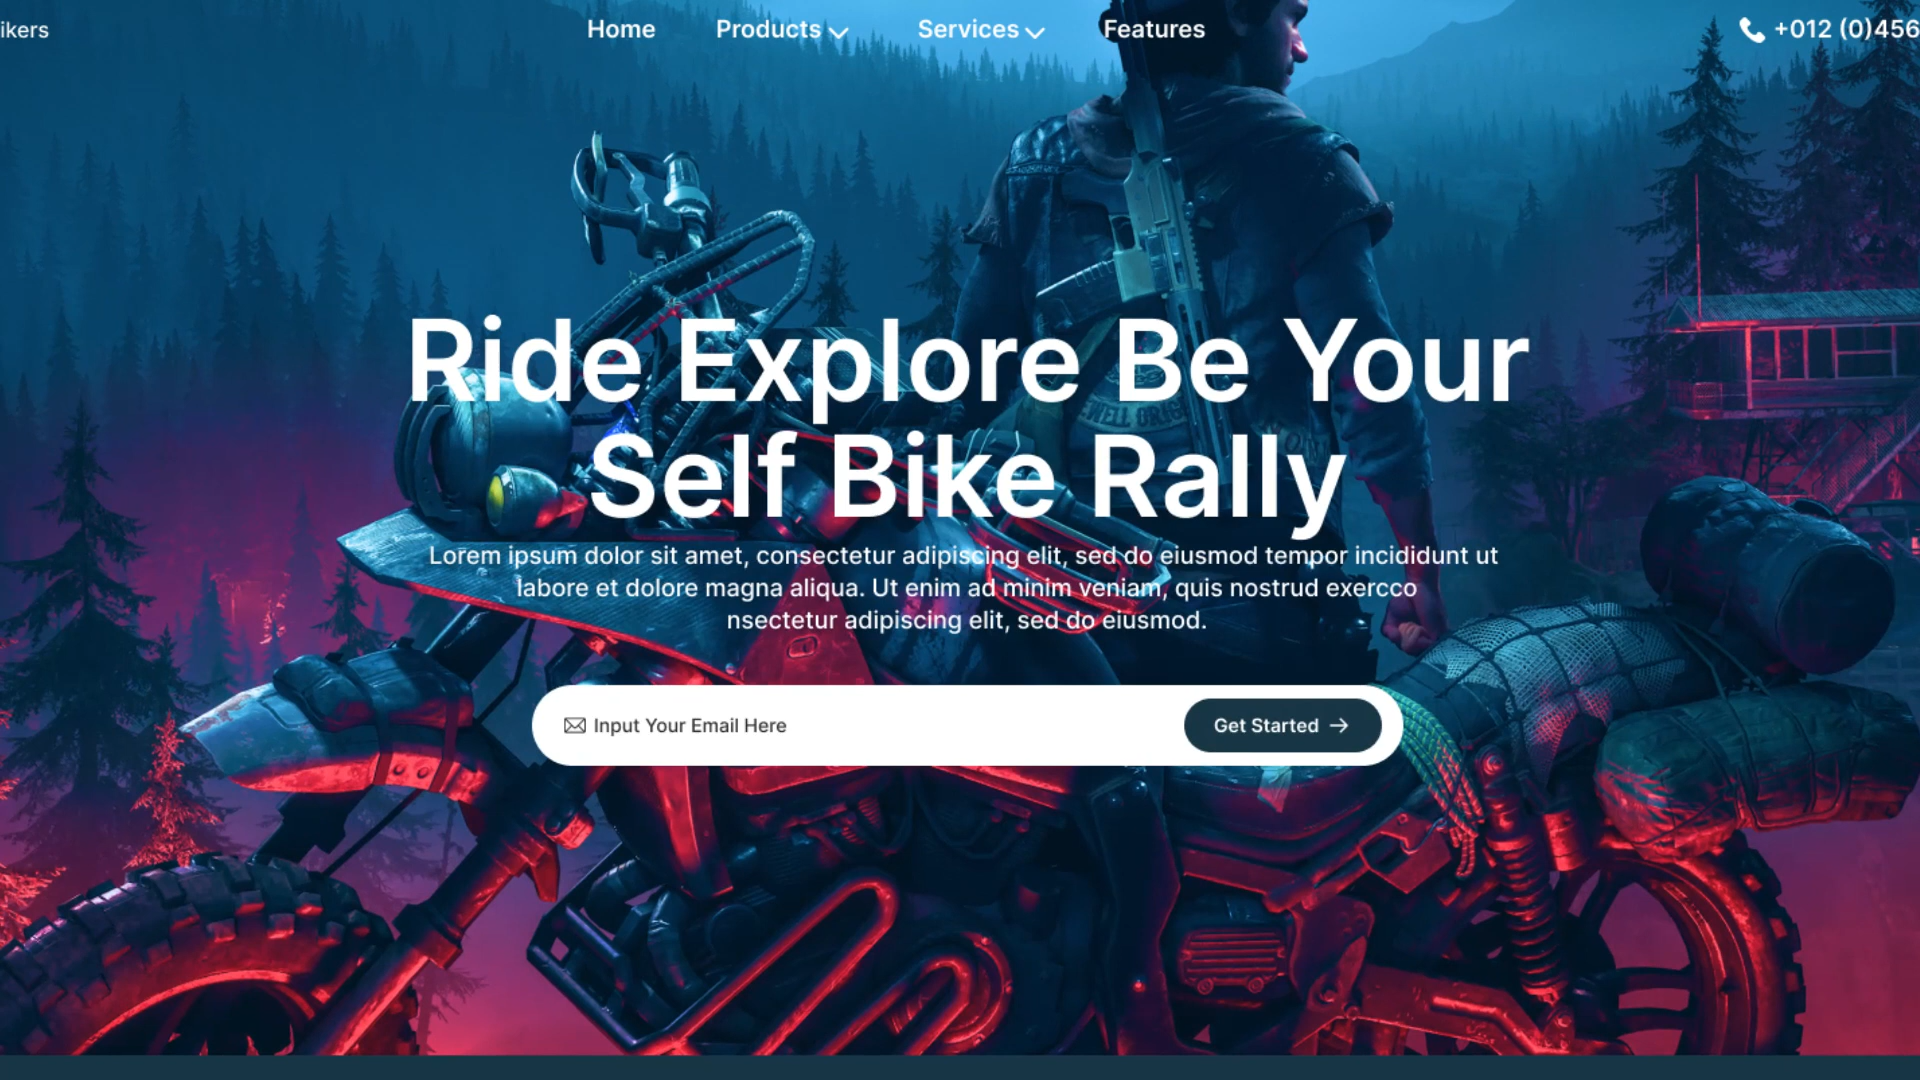 ikers
Home
Products
Services
Features
+012 (0)456
Ride Explore Be Your
Self Bike Rally
Lorem ipsum dolor sit amet, consectetur adipiscing elit, sed do eiusmod tempor incididunt ut
labore et dolore magna aliqua. Ut enim ad minim veniam, quis nostrud exercco
nsectetur adipiscing elit, sed do eiusmod.
Input Your Email Here
Get Started →